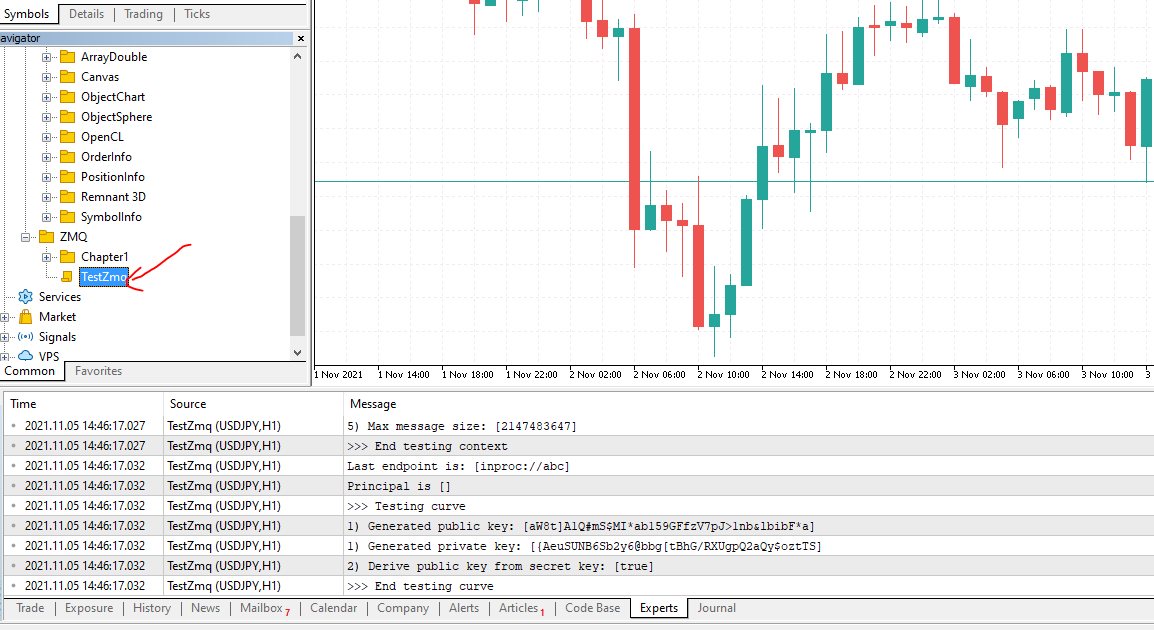 Symbols Details Trading Ticks
avigator
ArrayDouble
Canvas
ObjectChart
ObjectSphere
OpenCL
OrderInfo
PositionInfo
Remnant 3D
SymbolInfo
ZMQ
Chapter1
TestZmq
Services
Market
Signals
VPS
Common Favorites
1 Nov 2021 1 Nov 14:00 1 Nov 18:00 1 Nov 22:00 2 Nov 02:00 2 Nov 06:00 2 Nov 10:00 2 Nov 14:00 2 Nov 18:00 2 Nov 22:00 3 Nov 02:00 3 Nov 06:00 3 Nov 10:00 3
Time Source Message
2021.11.05 14:46:17.027 TestZmq (USDJPY,H1) 5) Max message size: [2147483647]
2021.11.05 14:46:17.027 TestZmq (USDJPY,H1) >>> End testing context
2021.11.05 14:46:17.032 TestZmq (USDJPY,H1) Last endpoint is: [inproc://abc]
2021.11.05 14:46:17.032 TestZmq (USDJPY,H1) Principal is []
2021.11.05 14:46:17.032 TestZmq (USDJPY,H1) >>> Testing curve
2021.11.05 14:46:17.032 TestZmq (USDJPY,H1) 1) Generated public key: [aW8t]AlQ#mS$MI*abl59GFfzV7pJ>lnb&lbibF*a]
2021.11.05 14:46:17.032 TestZmq (USDJPY,H1) 1) Generated private key: [{AeuSUNB6Sb2y6@bbg[tBhG/RXUgpQ2aQy$oztTS]
2021.11.05 14:46:17.032 TestZmq (USDJPY,H1) 2) Derive public key from secret key: [true]
2021.11.05 14:46:17.032 TestZmq (USDJPY,H1) >>> End testing curve
Trade Exposure History News Mailbox 7 Calendar Company Alerts Articles 1 Code Base Experts Journal